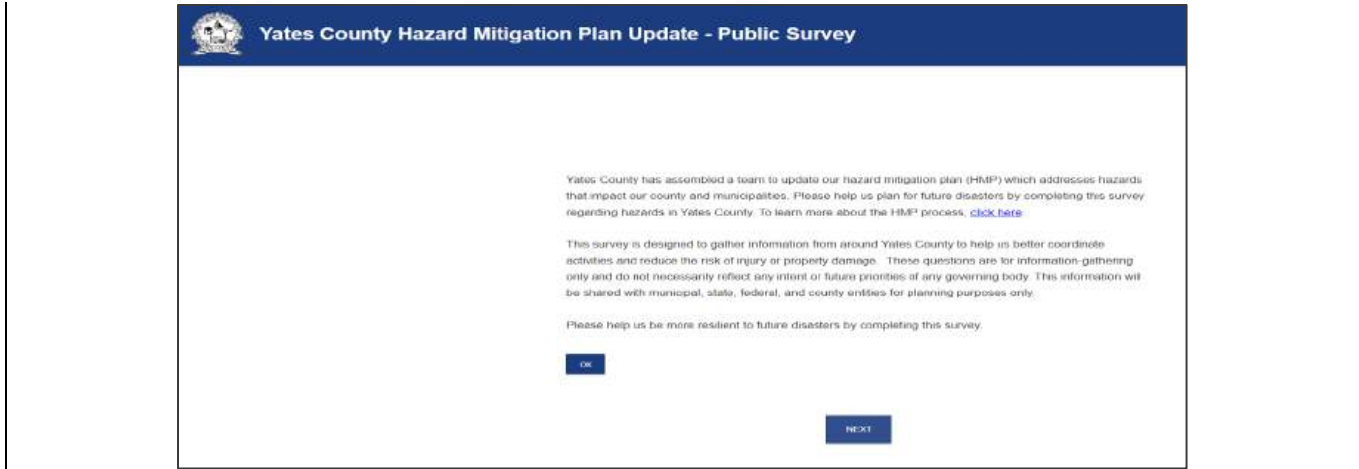 Yates County Hazard Mitigation Plan Update - Public Survey
Yates County has assembled a team to update our hazard mitigation plan (HMP) which addresses hazards
that impact our county and municipalities. Please help us plan for future disasters by completing this survey
regarding hazards in Yates County. To learn more about the HMP process, click here
This survey is designed to gather information from around Yates County to help us better coordinate
activities and reduce the risk of injury or property damage. These questions are for information-gathering
only and do not necessarily reflect any intent or future priorities of any governing body. This information will
be shared with municipal, state, federal, and county entities for planning purposes only.
Please help us be more resilient to future disasters by completing this survey.
OK
NEXT